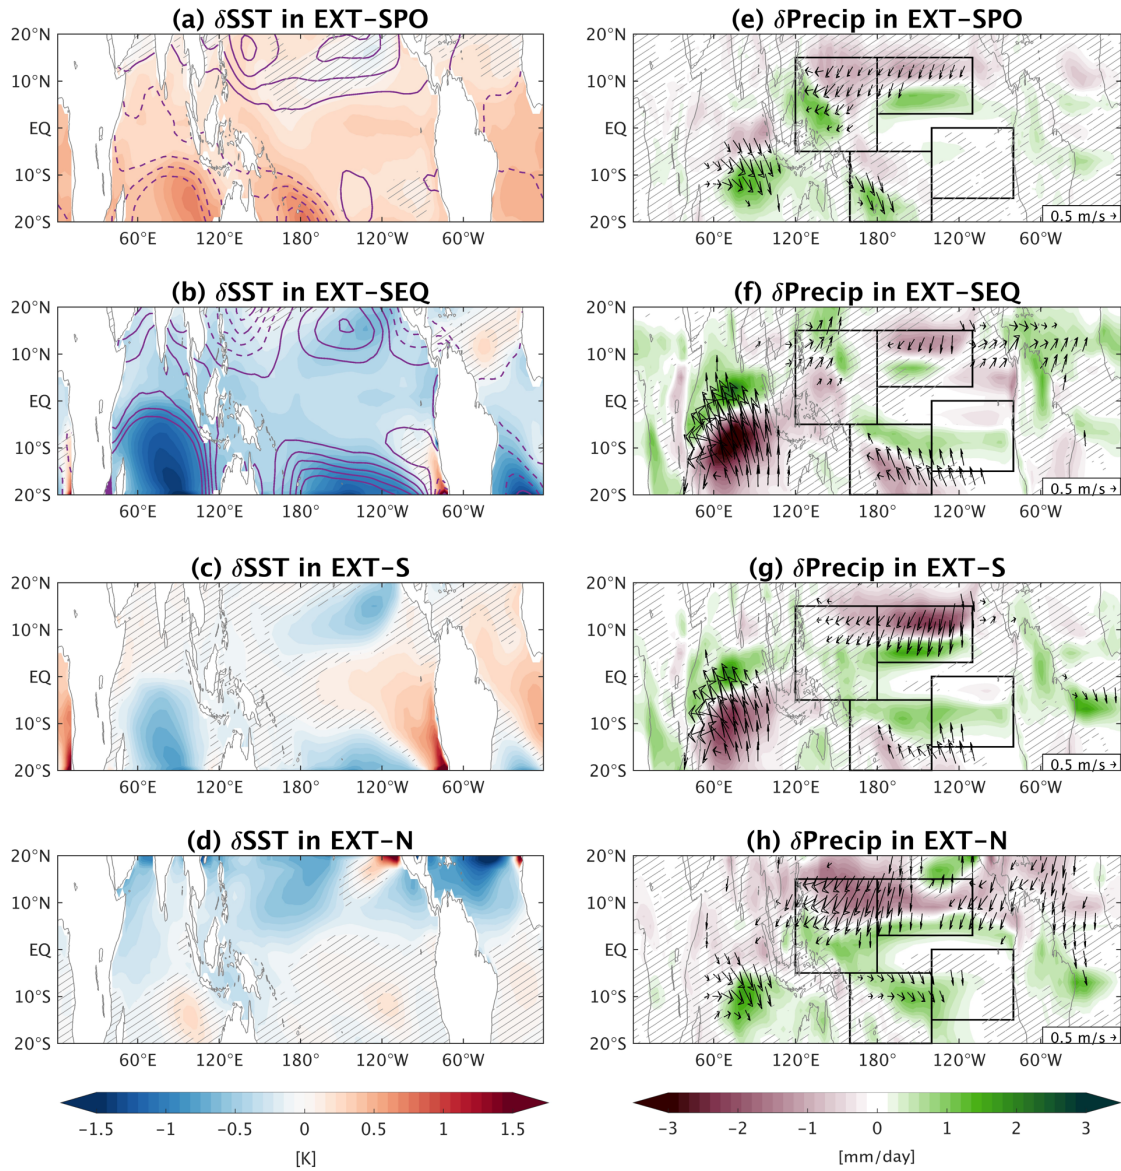 (a) δSST in EXT−SPO
20°N
10°N
EQ
10°S
20°S
60°E 120°E 180° 120°W 60°W
(e) δPrecip in EXT−SPO
20°N
10°N
EQ
10°S
20°S
0.5 m/s
60°E 120°E 180° 120°W 60°W
(b) δSST in EXT−SEQ
20°N
10°N
EQ
10°S
20°S
60°E 120°E 180° 120°W 60°W
(f) δPrecip in EXT−SEQ
20°N
10°N
EQ
10°S
20°S
0.5 m/s
60°E 120°E 180° 120°W 60°W
(c) δSST in EXT−S
20°N
10°N
EQ
10°S
20°S
60°E 120°E 180° 120°W 60°W
(g) δPrecip in EXT−S
20°N
10°N
EQ
10°S
20°S
0.5 m/s
60°E 120°E 180° 120°W 60°W
(d) δSST in EXT−N
20°N
10°N
EQ
10°S
20°S
60°E 120°E 180° 120°W 60°W
(h) δPrecip in EXT−N
20°N
10°N
EQ
10°S
20°S
0.5 m/s
60°E 120°E 180° 120°W 60°W
−1.5 −1 −0.5 0 0.5 1 1.5
[K]
−3 −2 −1 0 1 2 3
[mm/day]